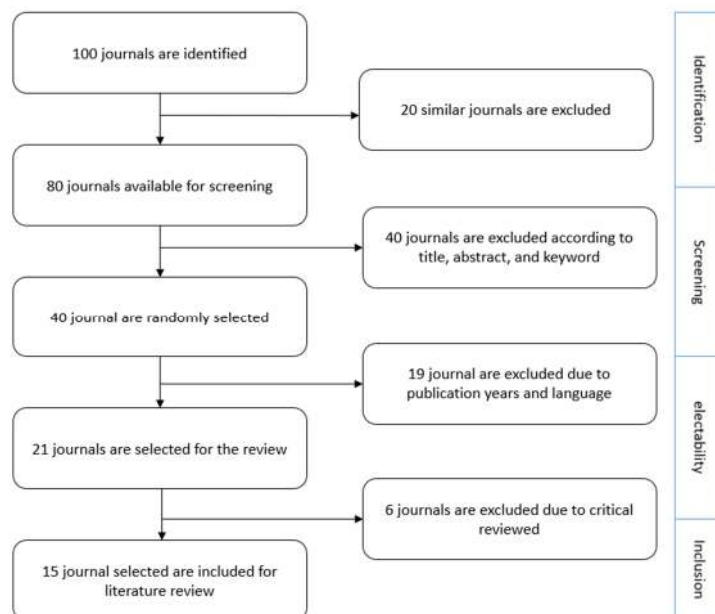 100 journals are identified
20 similar journals are excluded
80 journals available for screening
40 journals are excluded according to
title, abstract, and keyword
40 journal are randomly selected
19 journal are excluded due to
publication years and language
21 journals are selected for the review
6 journals are excluded due to critical
reviewed
15 journal selected are included for
literature review
Identification
Screening
electability
Inclusion